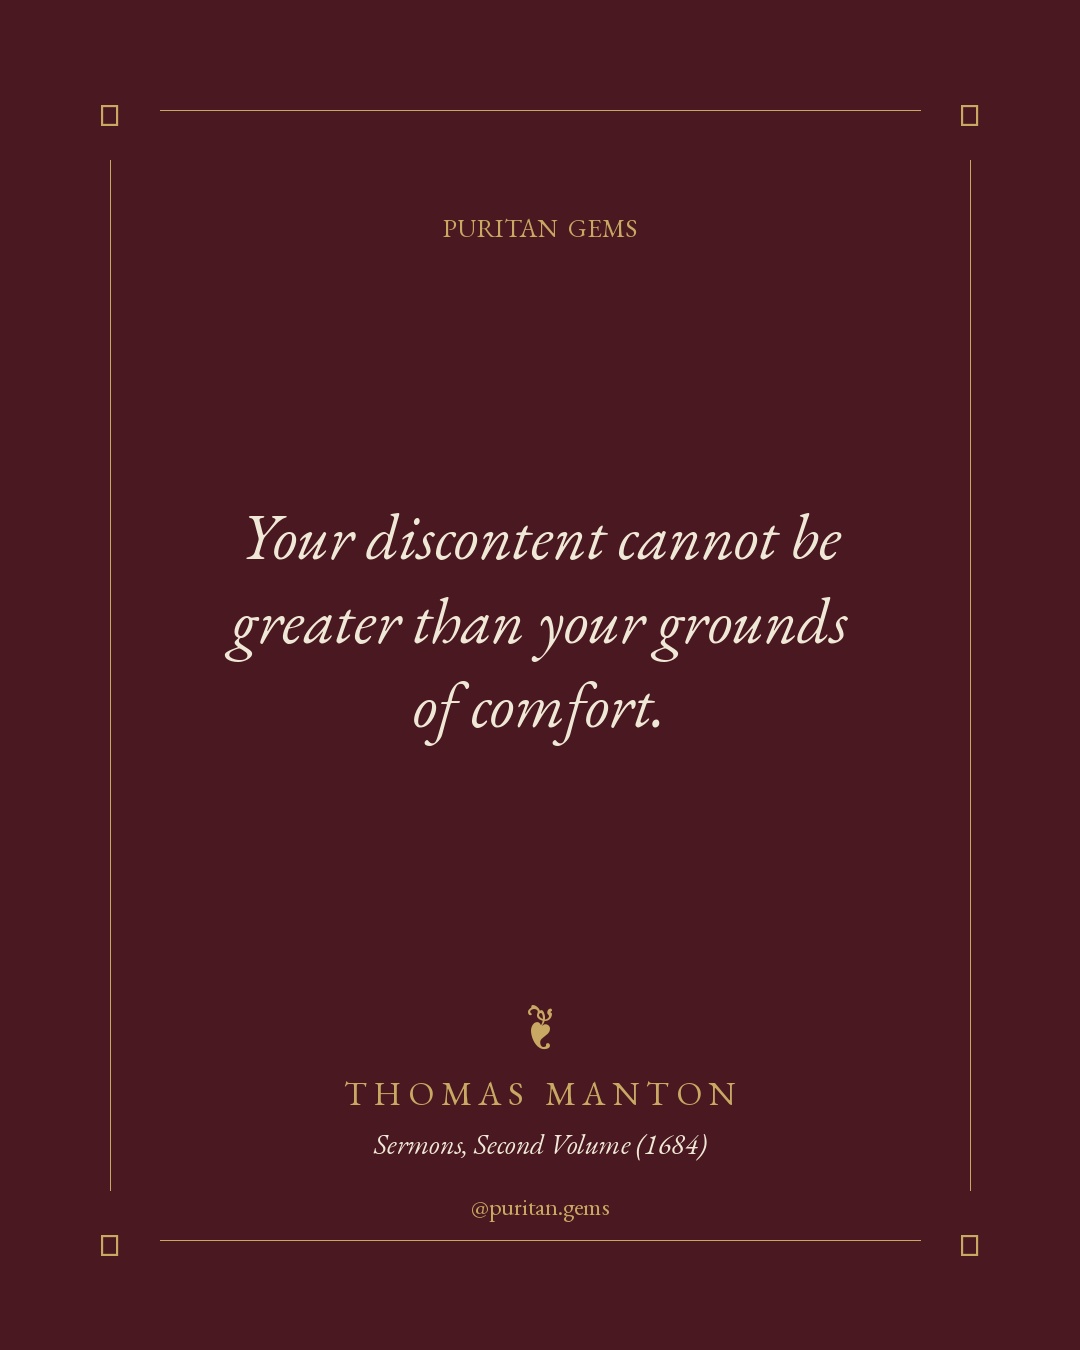 PURITAN GEMS
Your discontent cannot be
greater than your grounds
of comfort.
THOMAS MANTON
Sermons, Second Volume (1684)
@puritan.gems